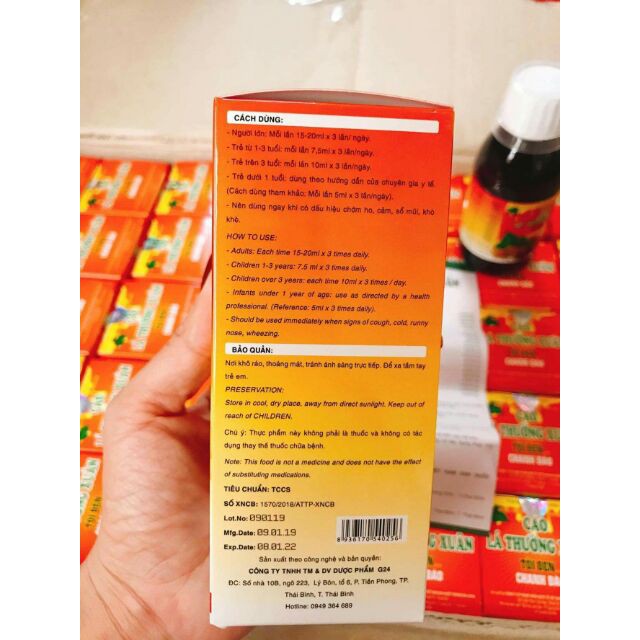 CÁCH DÙNG:
- Người lớn: Mỗi lần 15-20ml x 3 lần/ ngày.
- Trẻ từ 1-3 tuổi: mỗi lần 7,5ml x 3 lần/ngày.
- Trẻ trên 3 tuổi: mỗi lần 10ml x 3 lần/ngày.
- Trẻ dưới 1 tuổi: dùng theo hướng dẫn của chuyên gia y tế.
(Cách dùng tham khảo: Mỗi lần 5ml x 3 lần/ngày).
- Nên dùng ngay khi có dấu hiệu chớm ho, cảm, sổ mũi, khò
khè.
HOW TO USE:
- Adults: Each time 15-20ml x 3 times daily.
- Children 1-3 years: 7.5 ml x 3 times daily.
- Children over 3 years: each time 10ml x 3 times / day.
- Infants under 1 year of age: use as directed by a health
professional. (Reference: 5ml x 3 times daily).
- Should be used immediately when signs of cough, cold, runny
nose, wheezing.
BẢO QUẢN:
Nơi khô ráo, thoáng mát, tránh ánh sáng trực tiếp. Để xa tầm tay
trẻ em.
PRESERVATION:
Store in cool, dry place, away from direct sunlight. Keep out of
reach of CHILDREN.
Chú ý: Thực phẩm này không phải là thuốc và không có tác
dụng thay thế thuốc chữa bệnh.
Note: This food is not a medicine and does not have the effect
of substituting medications.
TIÊU CHUẨN: TCCS
SỐ XNCB: 1570/2018/ATTP-XNCB
Lot.No: 090119
Mfg.Date: 09.01.19
Exp.Date: 08.01.22
8 936170 540256
Sản xuất theo công nghệ và bản quyền:
CÔNG TY TNHH TM & DV DƯỢC PHẨM G24
ĐC: Số nhà 10B, ngõ 223, Lý Bôn, tổ 6, P, Tiền Phong, TP.
Thái Bình, T. Thái Bình
Hotline: 0949 364 689
CAO
LÁ THƯỜNG XUÂN
TỎI ĐEN
CHANH ĐÀO